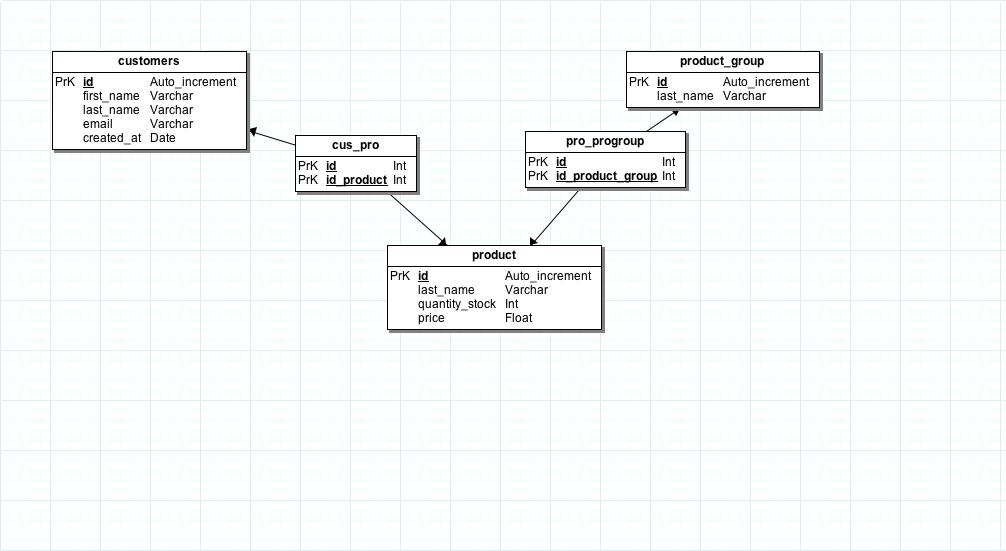 customers
PrK id Auto_increment
first_name Varchar
last_name Varchar
email Varchar
created_at Date
product_group
PrK id Auto_increment
last_name Varchar
cus_pro
PrK id Int
PrK id_product Int
pro_progroup
PrK id Int
PrK id_product_group Int
product
PrK id Auto_increment
last_name Varchar
quantity_stock Int
price Float